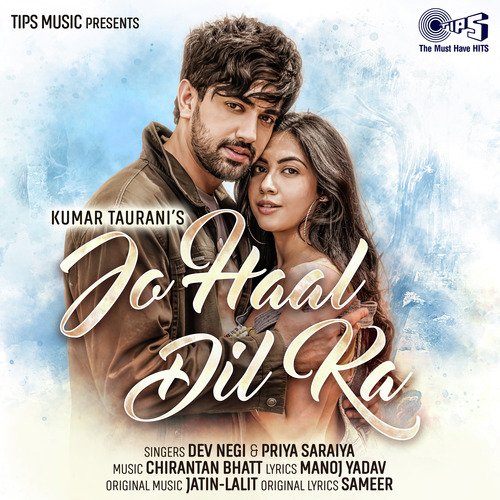 TIPS MUSIC PRESENTS
TIPS
The Must Have HITS
KUMAR TAURANI'S
Jo Haal
Dil Ka
SINGERS DEV NEGI & PRIYA SARAIYA
MUSIC CHIRANTAN BHATT LYRICS MANOJ YADAV
ORIGINAL MUSIC JATIN-LALIT ORIGINAL LYRICS SAMEER